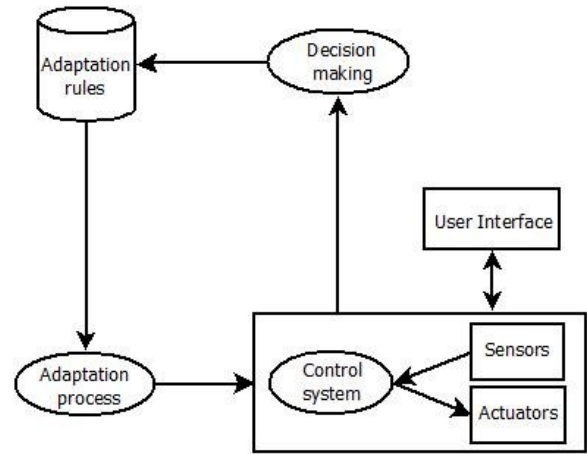 Adaptation
rules
Decision
making
User Interface
Sensors
Control
system
Actuators
Adaptation
process